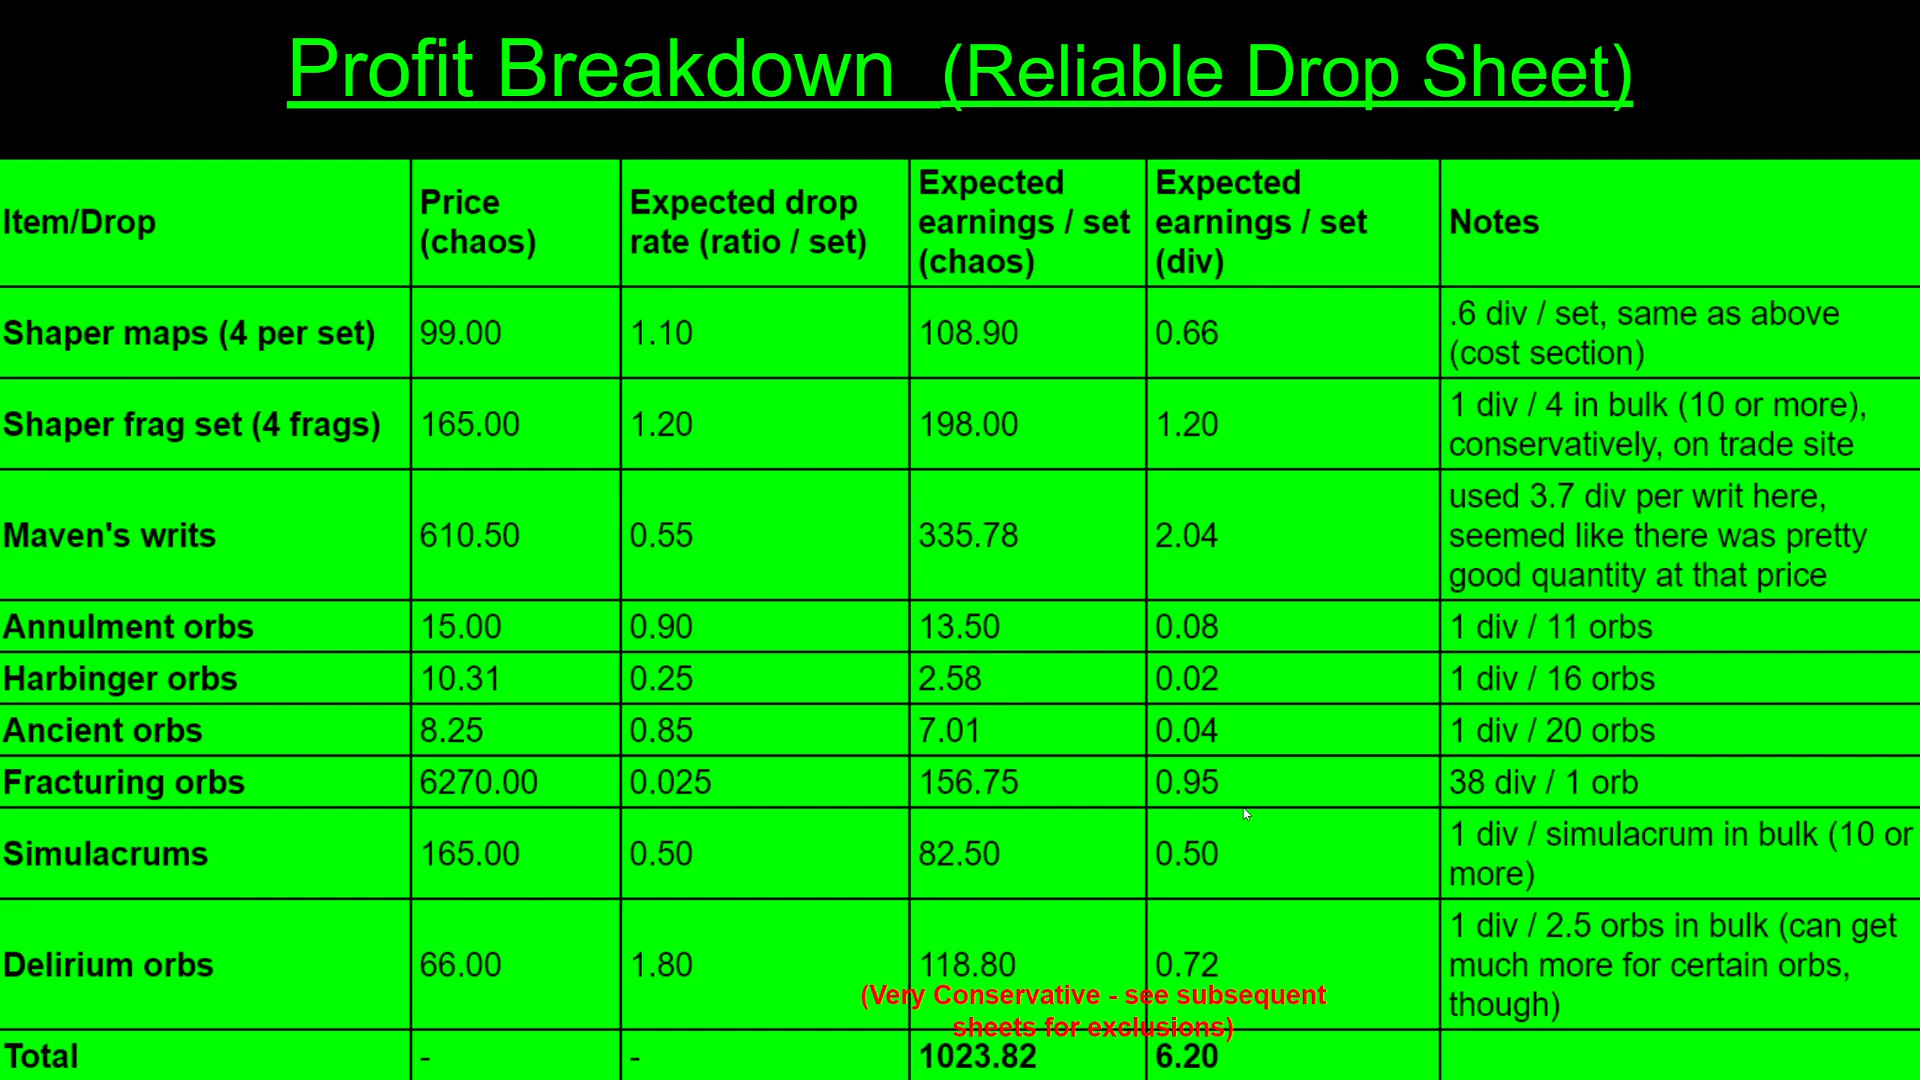 Profit Breakdown (Reliable Drop Sheet)
Item/Drop
Price
(chaos)
Expected drop
rate (ratio / set)
Expected
earnings / set
(chaos)
Expected
earnings / set
(div)
Notes
Shaper maps (4 per set)
99.00
1.10
108.90
0.66
.6 div / set, same as above
(cost section)
Shaper frag set (4 frags)
165.00
1.20
198.00
1.20
1 div / 4 in bulk (10 or more),
conservatively, on trade site
Maven's writs
610.50
0.55
335.78
2.04
used 3.7 div per writ here,
seemed like there was pretty
good quantity at that price
Annulment orbs
15.00
0.90
13.50
0.08
1 div / 11 orbs
Harbinger orbs
10.31
0.25
2.58
0.02
1 div / 16 orbs
Ancient orbs
8.25
0.85
7.01
0.04
1 div / 20 orbs
Fracturing orbs
6270.00
0.025
156.75
0.95
38 div / 1 orb
Simulacrums
165.00
0.50
82.50
0.50
1 div / simulacrum in bulk (10 or
more)
Delirium orbs
66.00
1.80
118.80
0.72
1 div / 2.5 orbs in bulk (can get
much more for certain orbs,
though)
(Very Conservative - see subsequent
sheets for exclusions)
Total
-
-
1023.82
6.20